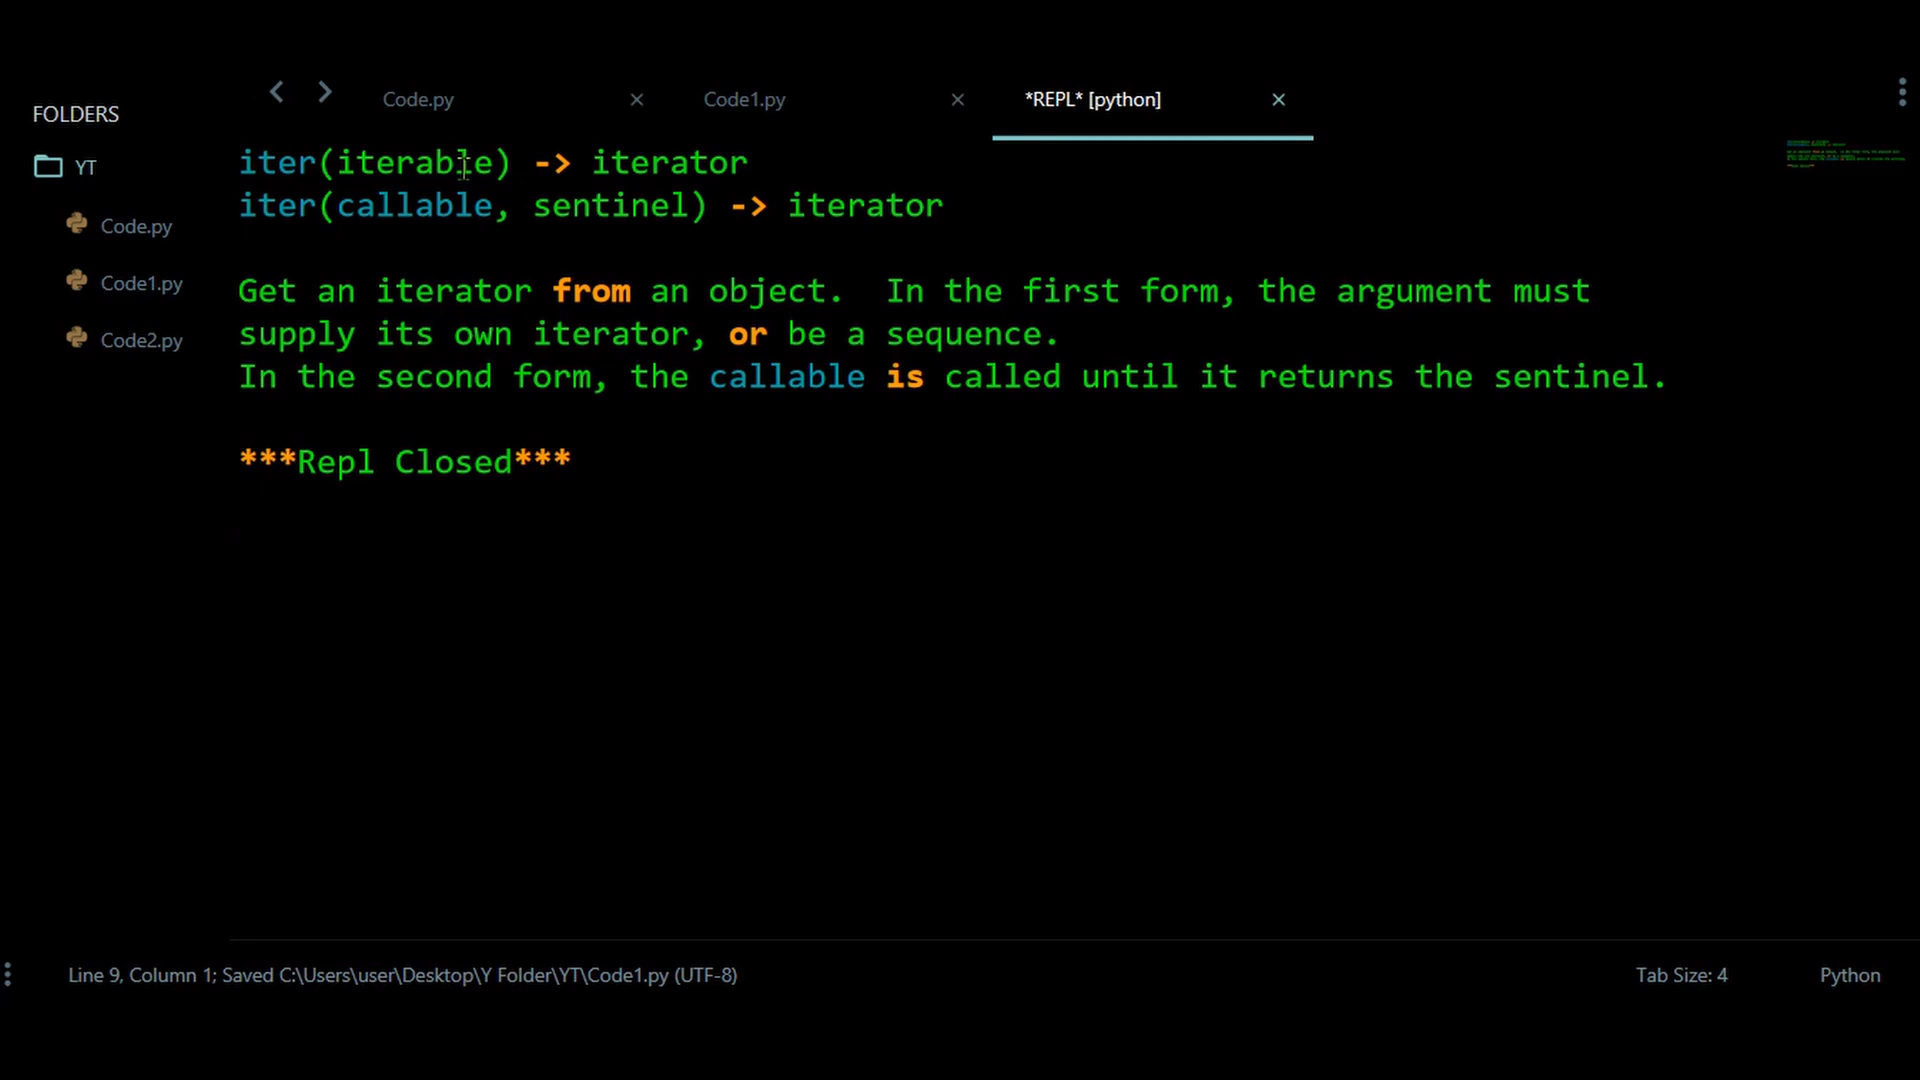 FOLDERS
YT
Code.py
Code1.py
Code2.py
Code.py
Code1.py
*REPL* [python]
iter(iterable) -> iterator
iter(callable, sentinel) -> iterator
Get an iterator from an object.  In the first form, the argument must
supply its own iterator, or be a sequence.
In the second form, the callable is called until it returns the sentinel.
***Repl Closed***
Line 9, Column 1; Saved C:\Users\user\Desktop\Y Folder\YT\Code1.py (UTF-8)
Tab Size: 4
Python